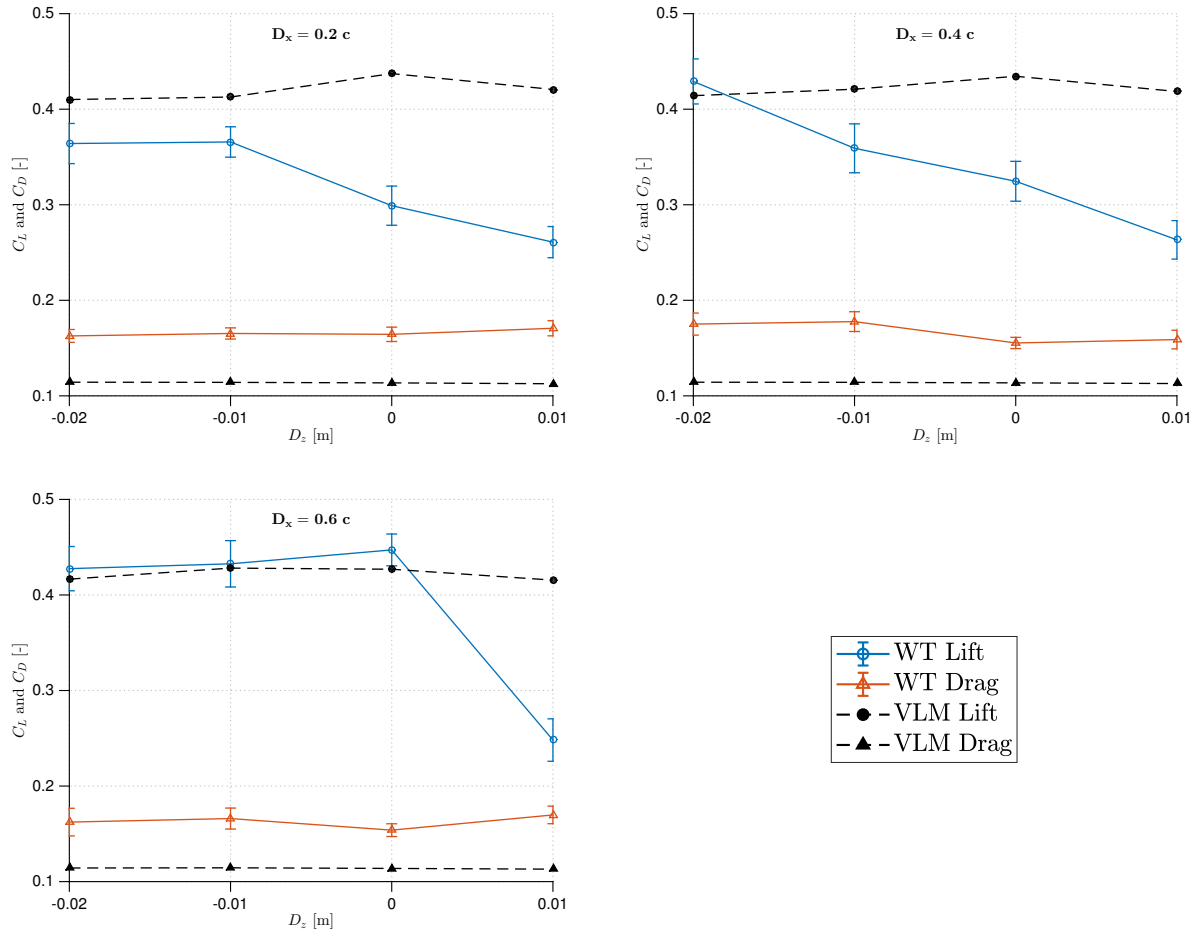 D_x = 0.2 c
0.5
0.4
0.3
0.2
0.1
C_L and C_D [-]
-0.02 -0.01 0 0.01
D_z [m]
D_x = 0.4 c
0.5
0.4
0.3
0.2
0.1
C_L and C_D [-]
-0.02 -0.01 0 0.01
D_z [m]
D_x = 0.6 c
0.5
0.4
0.3
0.2
0.1
C_L and C_D [-]
-0.02 -0.01 0 0.01
D_z [m]
WT Lift
WT Drag
VLM Lift
VLM Drag